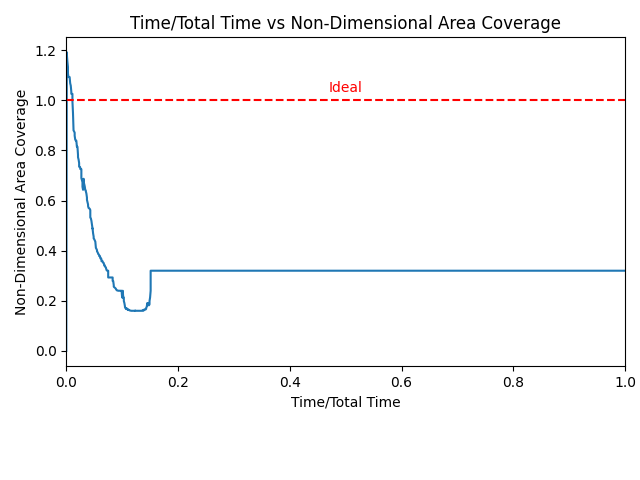 Time/Total Time vs Non-Dimensional Area Coverage
Non-Dimensional Area Coverage
1.2
1.0
0.8
0.6
0.4
0.2
0.0
Ideal
0.0 0.2 0.4 0.6 0.8 1.0
Time/Total Time